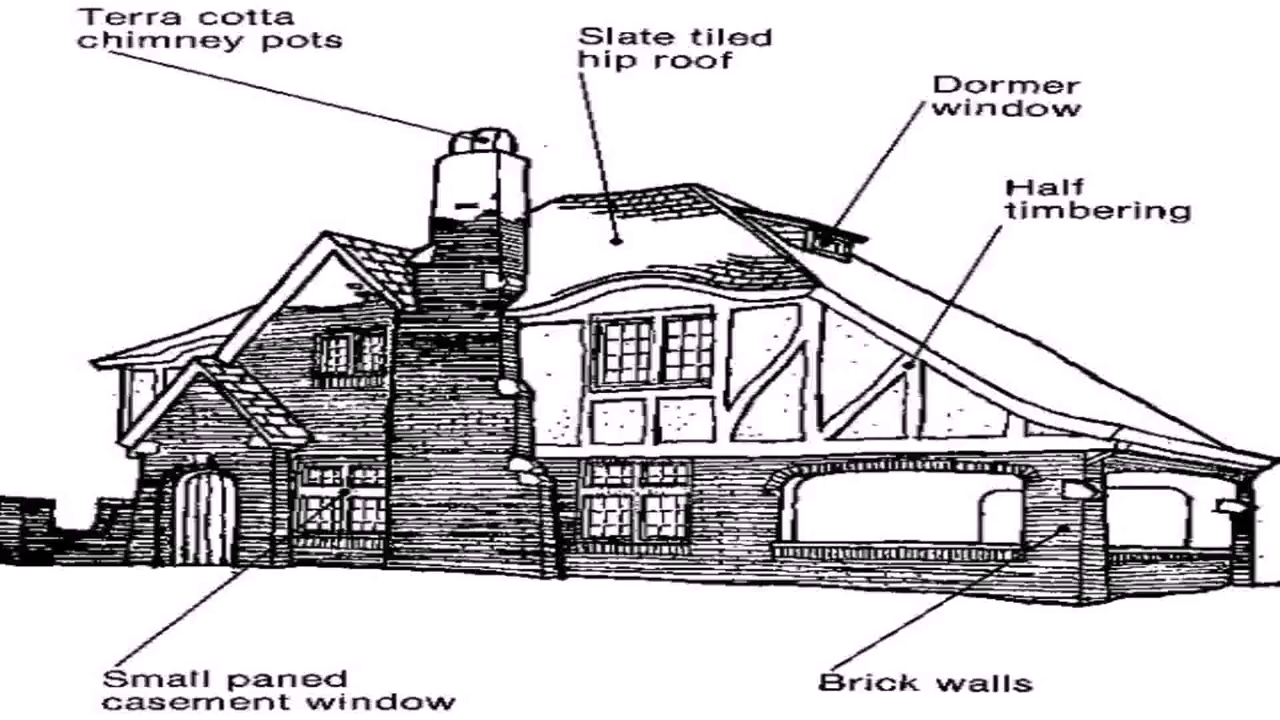 Terra cotta
chimney pots
Slate tiled
hip roof
Dormer
window
Half
timbering
Small paned
casement window
Brick walls